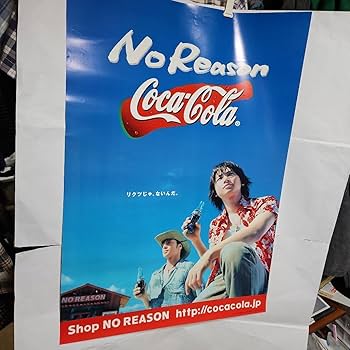 No Reason
Coca-Cola®
リクツじゃ、ないんだ。
NO REASON
Shop NO REASON http://cocacola.jp